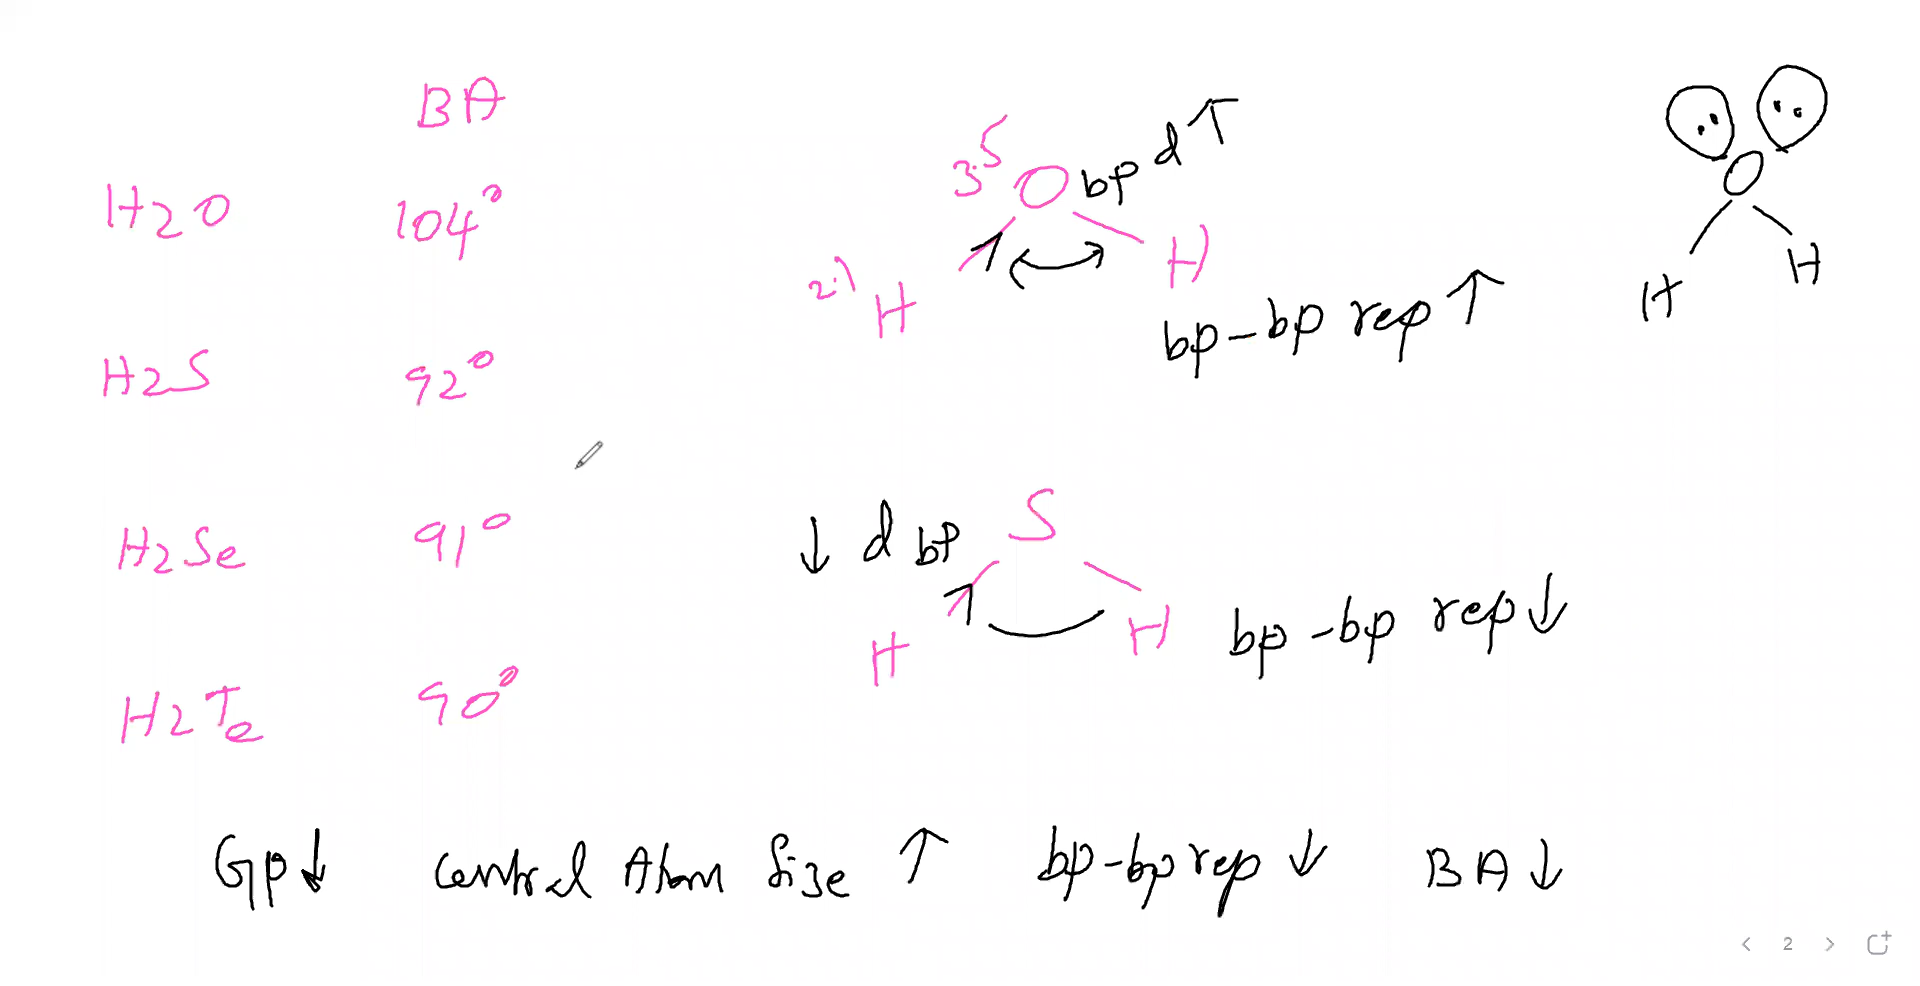 BA
H2O 104°
3.5 O bp d ↑
2.1 H H
bp-bp rep ↑
O
H H
H2S 92°
H2Se 91°
↓ d bp S
H H
bp-bp rep ↓
H2Te 90°
Gp ↓ Central Atom Size ↑ bp-bp rep ↓ BA ↓
< 2 >